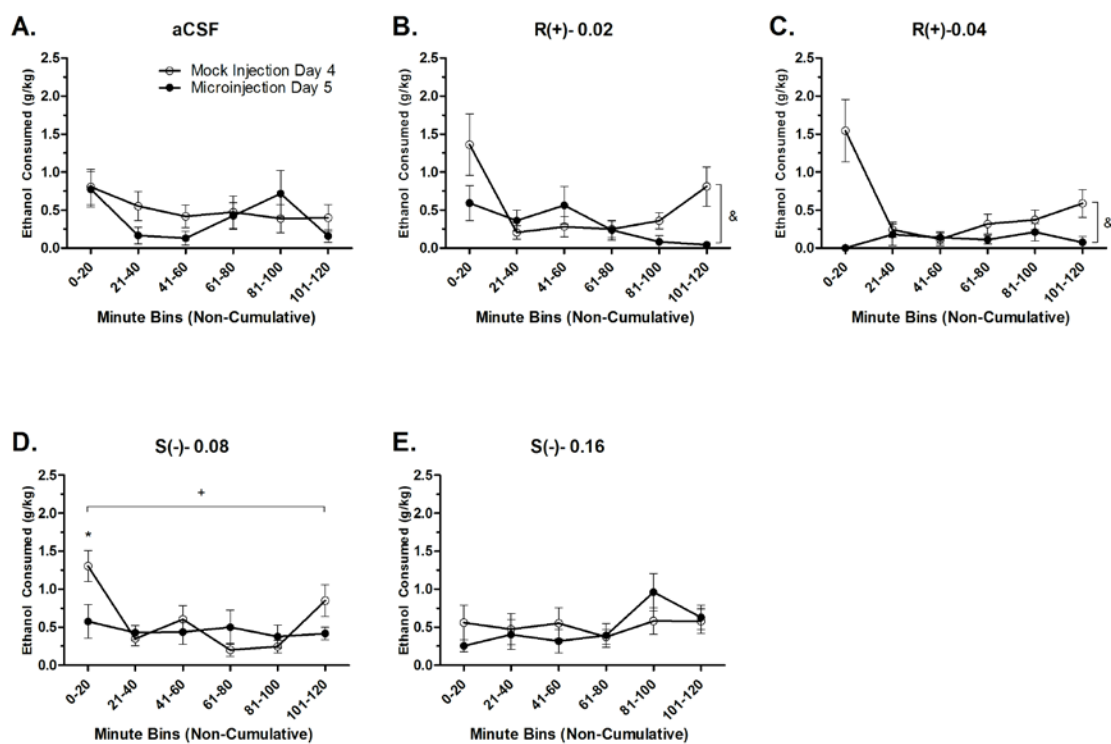 A.
aCSF
Ethanol Consumed (g/kg)
2.5
2.0
1.5
1.0
0.5
0.0
Mock Injection Day 4
Microinjection Day 5
0-20
21-40
41-60
61-80
81-100
101-120
Minute Bins (Non-Cumulative)
B.
R(+)- 0.02
Ethanol Consumed (g/kg)
2.5
2.0
1.5
1.0
0.5
0.0
&
0-20
21-40
41-60
61-80
81-100
101-120
Minute Bins (Non-Cumulative)
C.
R(+)-0.04
Ethanol Consumed (g/kg)
2.5
2.0
1.5
1.0
0.5
0.0
&
0-20
21-40
41-60
61-80
81-100
101-120
Minute Bins (Non-Cumulative)
D.
S(-)- 0.08
Ethanol Consumed (g/kg)
2.5
2.0
1.5
1.0
0.5
0.0
+
*
0-20
21-40
41-60
61-80
81-100
101-120
Minute Bins (Non-Cumulative)
E.
S(-)- 0.16
Ethanol Consumed (g/kg)
2.5
2.0
1.5
1.0
0.5
0.0
0-20
21-40
41-60
61-80
81-100
101-120
Minute Bins (Non-Cumulative)